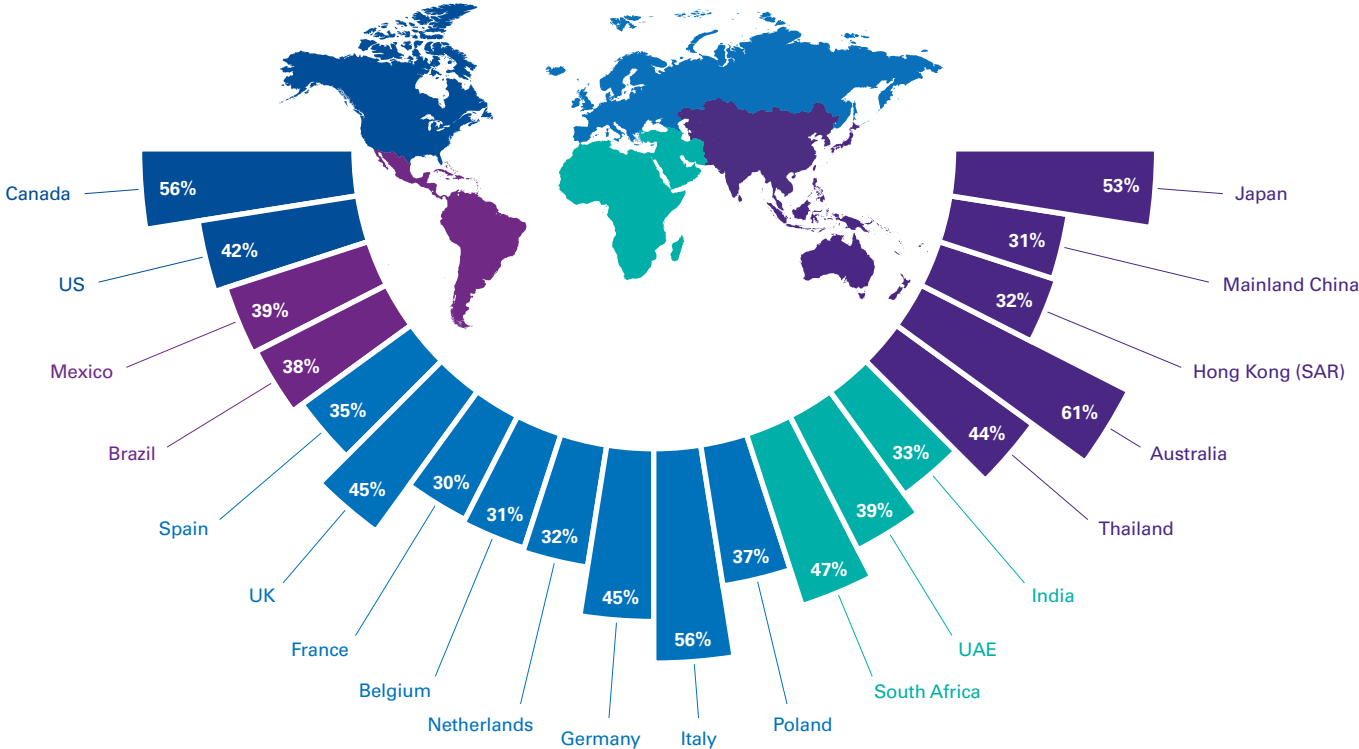 Canada
56%
US
42%
Mexico
39%
Brazil
38%
Spain
35%
UK
45%
France
30%
Belgium
31%
Netherlands
32%
Germany
45%
Italy
56%
Poland
37%
South Africa
47%
UAE
39%
India
33%
Thailand
44%
Australia
61%
Hong Kong (SAR)
32%
Mainland China
31%
Japan
53%